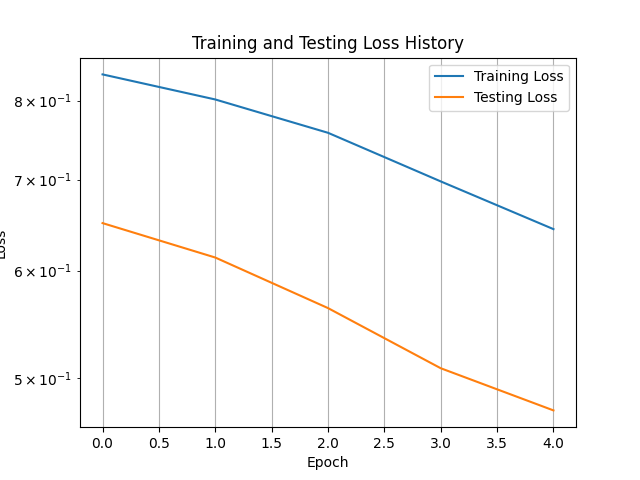 Training and Testing Loss History
Training Loss
Testing Loss
8 × 10⁻¹
7 × 10⁻¹
6 × 10⁻¹
5 × 10⁻¹
Loss
0.0 0.5 1.0 1.5 2.0 2.5 3.0 3.5 4.0
Epoch